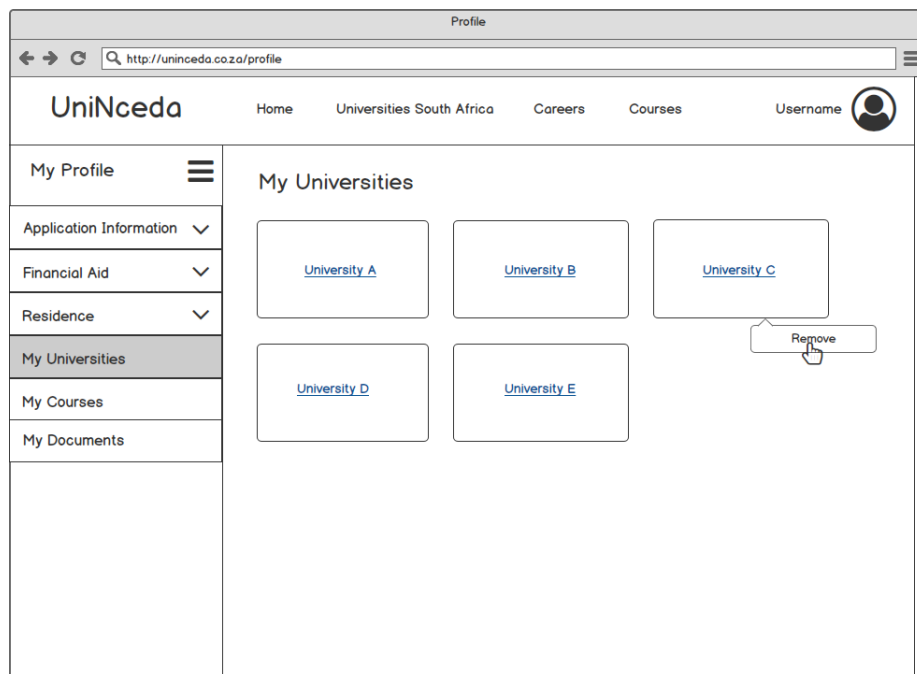 Profile
http://uninceda.co.za/profile
UniNceda
Home Universities South Africa Careers Courses Username
My Profile
Application Information
Financial Aid
Residence
My Universities
My Courses
My Documents
My Universities
University A University B University C
Remove
University D University E